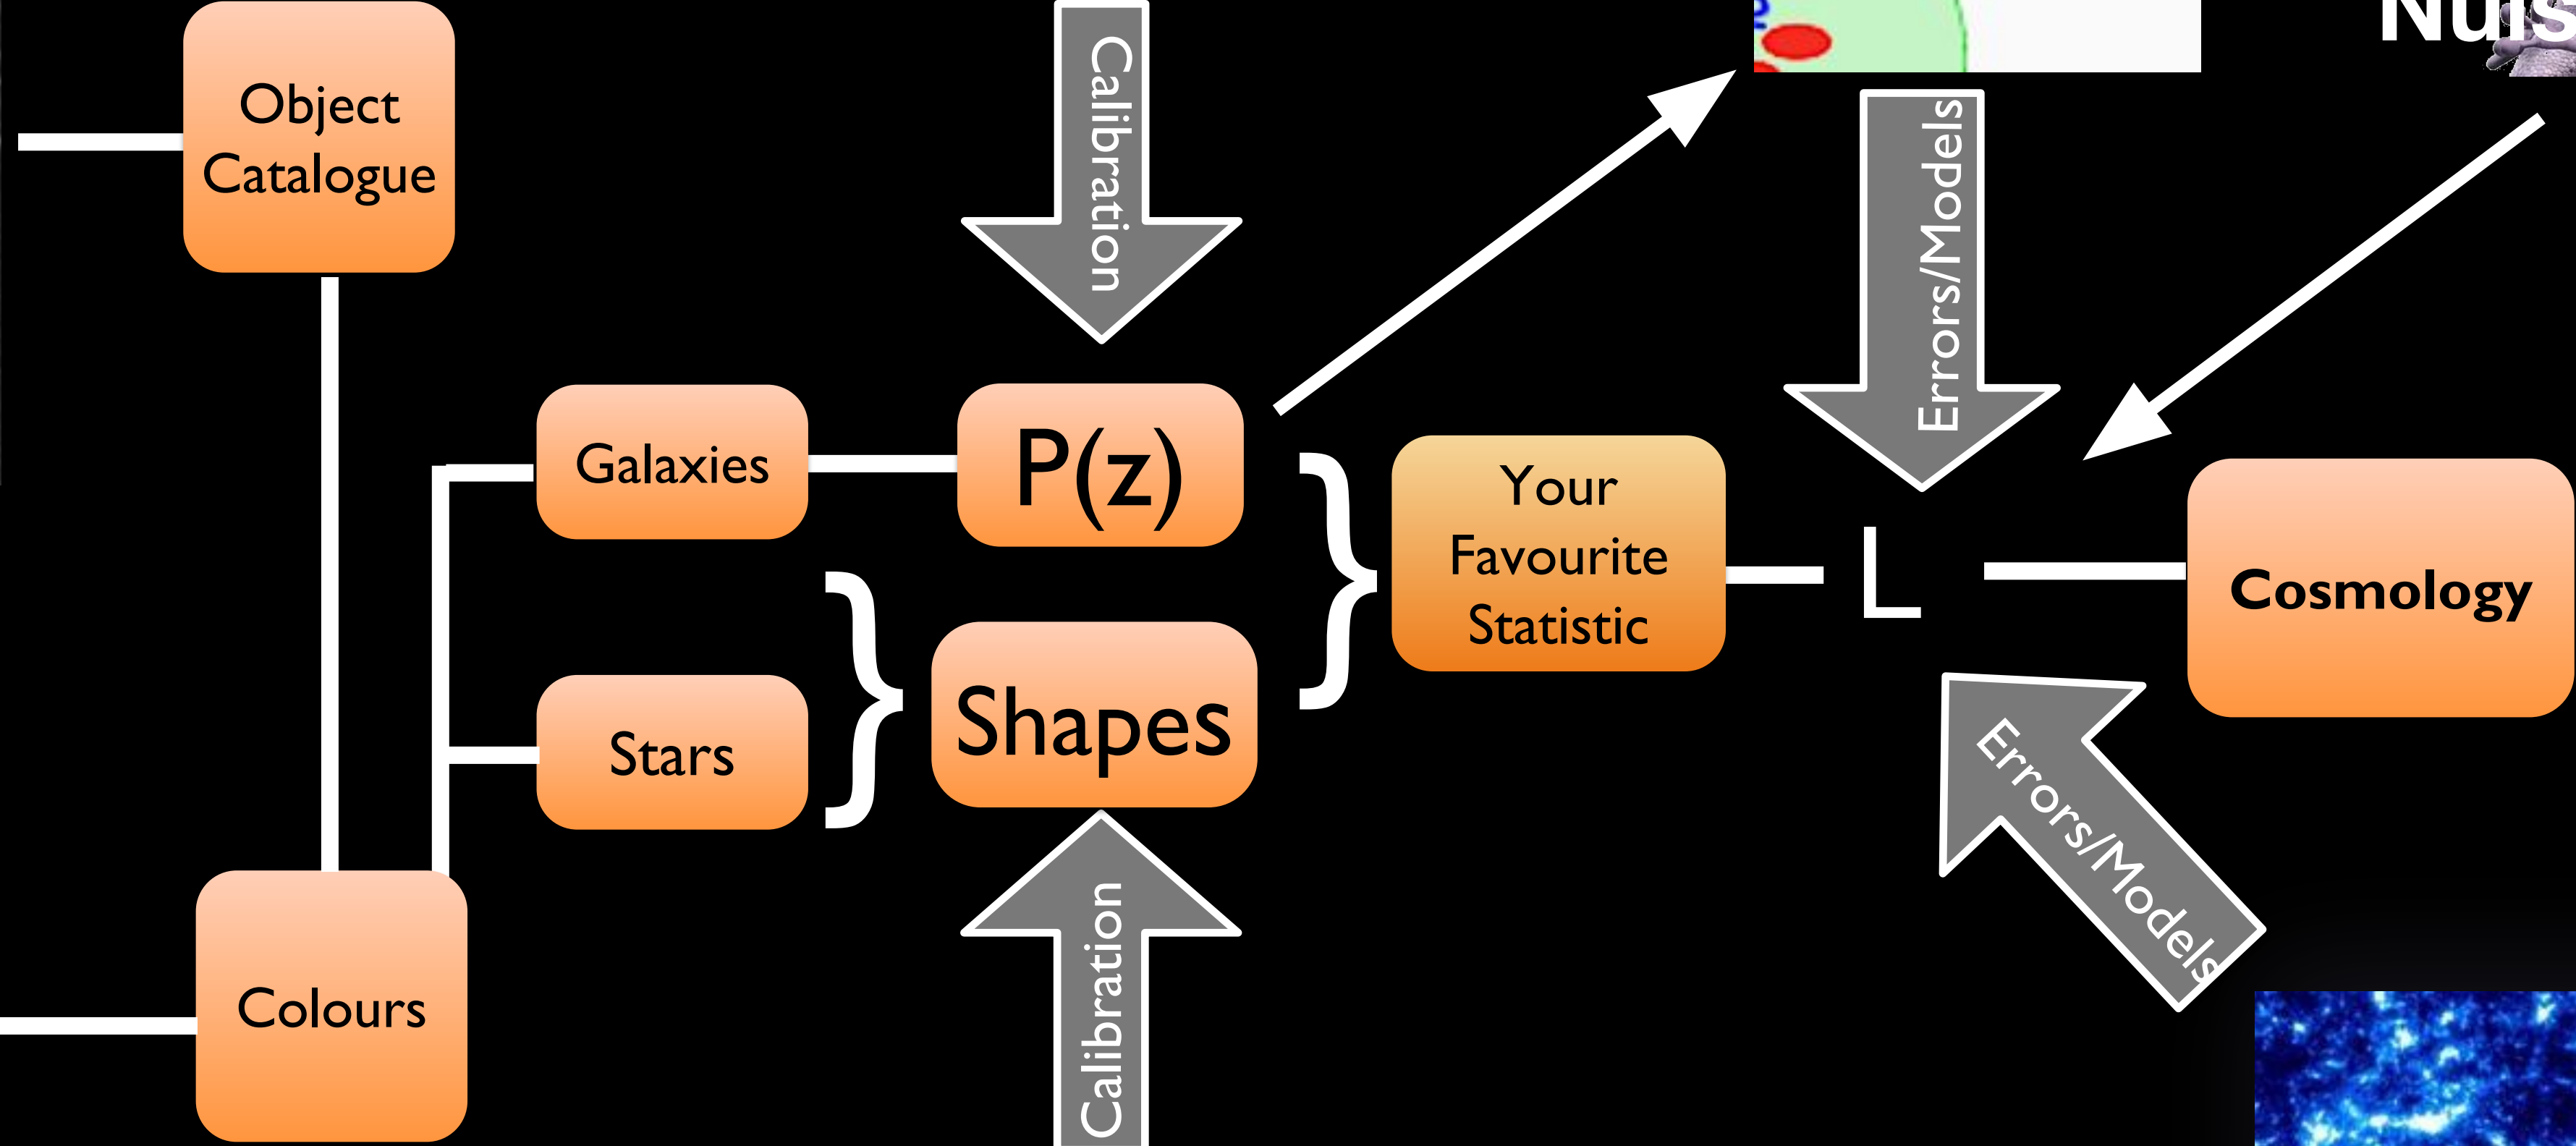 Object
Catalogue
Calibration
Errors/Models
Galaxies
P(z)
Your
Favourite
Statistic
L
Cosmology
Stars
Shapes
Errors/Models
Colours
Calibration